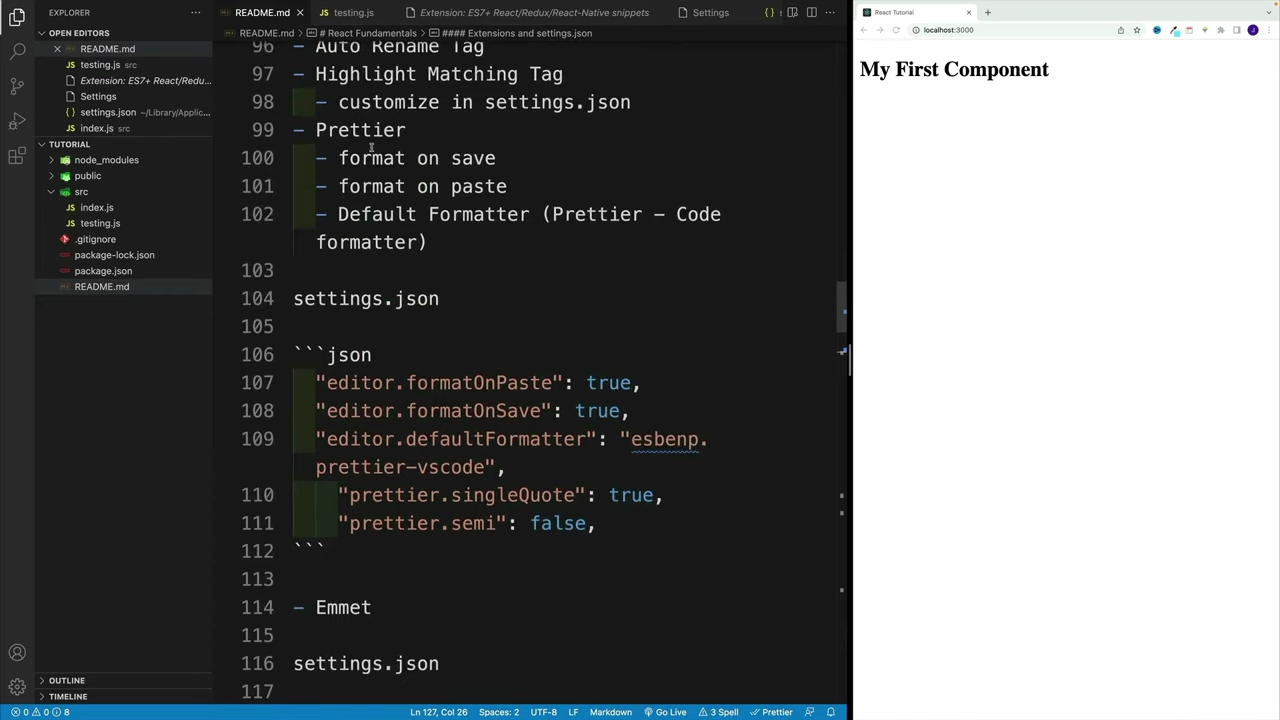 EXPLORER
OPEN EDITORS
README.md
testing.js src
Extension: ES7+ React/Redux/React-Native snippets
Settings
settings.json ~/Library/Applic...
index.js src
TUTORIAL
node_modules
public
src
index.js
testing.js
.gitignore
package-lock.json
package.json
README.md
OUTLINE
TIMELINE
README.md
testing.js
Extension: ES7+ React/Redux/React-Native snippets
Settings
README.md > # React Fundamentals > #### Extensions and settings.json
96 - Auto Rename Tag
97 - Highlight Matching Tag
98 - customize in settings.json
99 - Prettier
100 - format on save
101 - format on paste
102 - Default Formatter (Prettier - Code
formatter)
103
104 settings.json
105
106 ```json
107 "editor.formatOnPaste": true,
108 "editor.formatOnSave": true,
109 "editor.defaultFormatter": "esbenp.
prettier-vscode",
110 "prettier.singleQuote": true,
111 "prettier.semi": false,
112 ```
113
114 - Emmet
115
116 settings.json
117
0 0 8
Ln 127, Col 26
Spaces: 2
UTF-8
LF
Markdown
Go Live
3 Spell
Prettier
React Tutorial
localhost:3000
J
My First Component